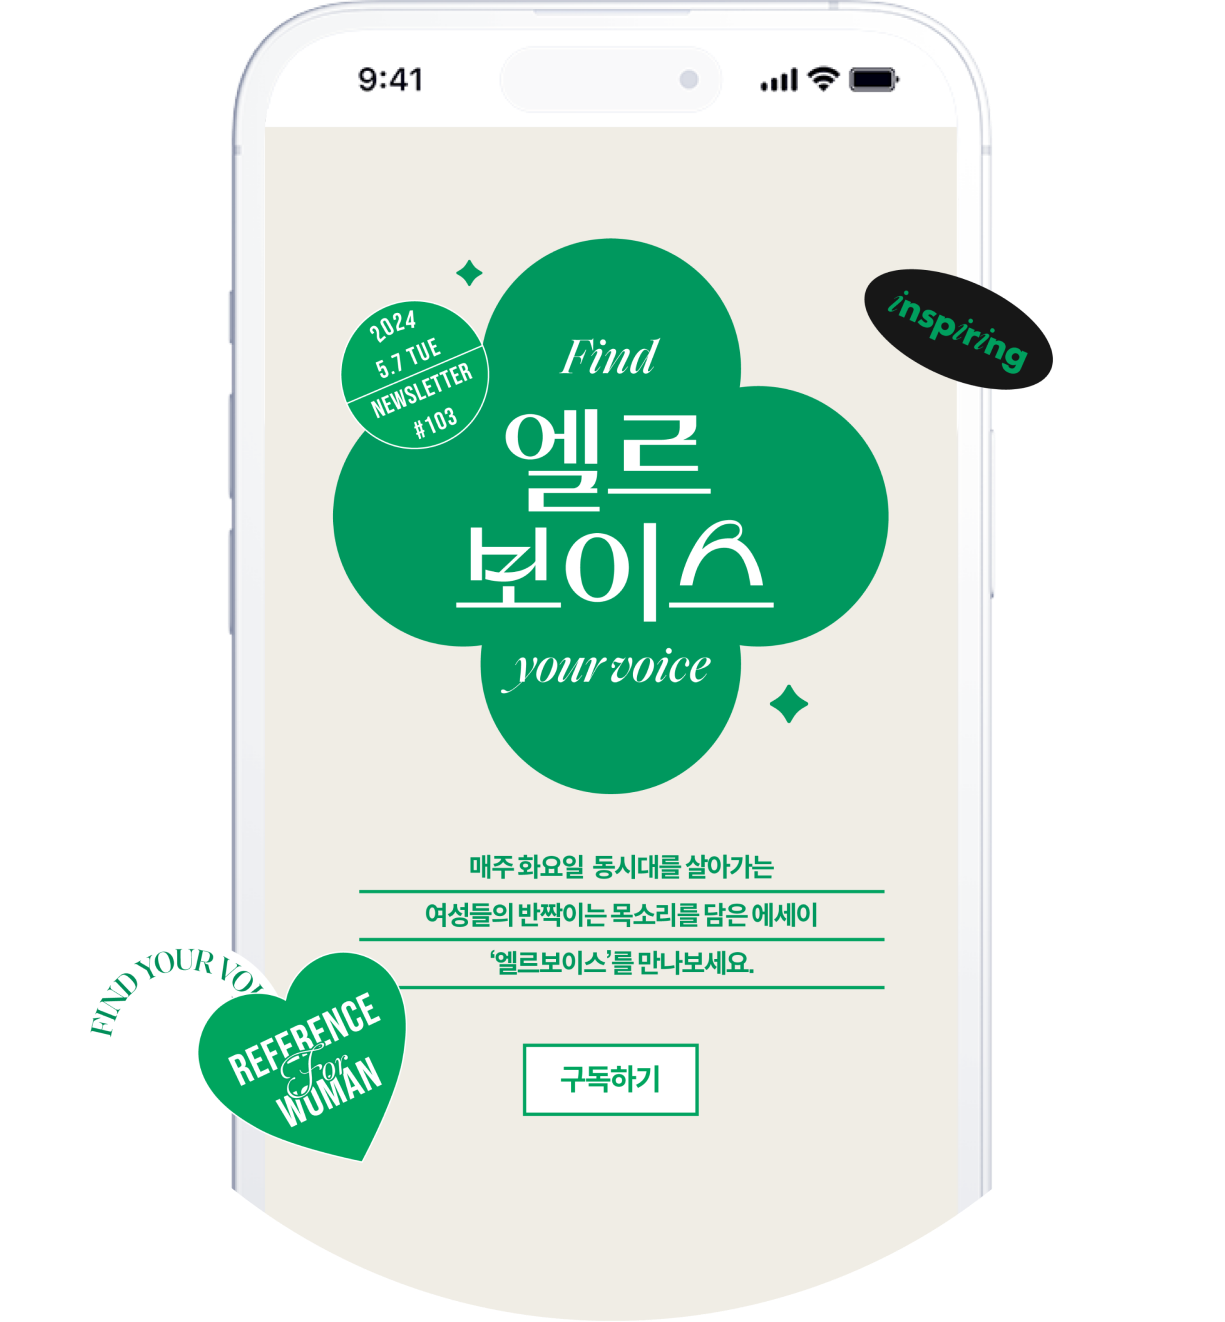 9:41
inspiring
2024
5.7 TUE
NEWSLETTER
#103
Find
엘르
보이스
your voice
매주 화요일 동시대를 살아가는
여성들의 반짝이는 목소리를 담은 에세이
‘엘르보이스’를 만나보세요.
FIND YOUR
REFERENCE
For
WOMAN
구독하기